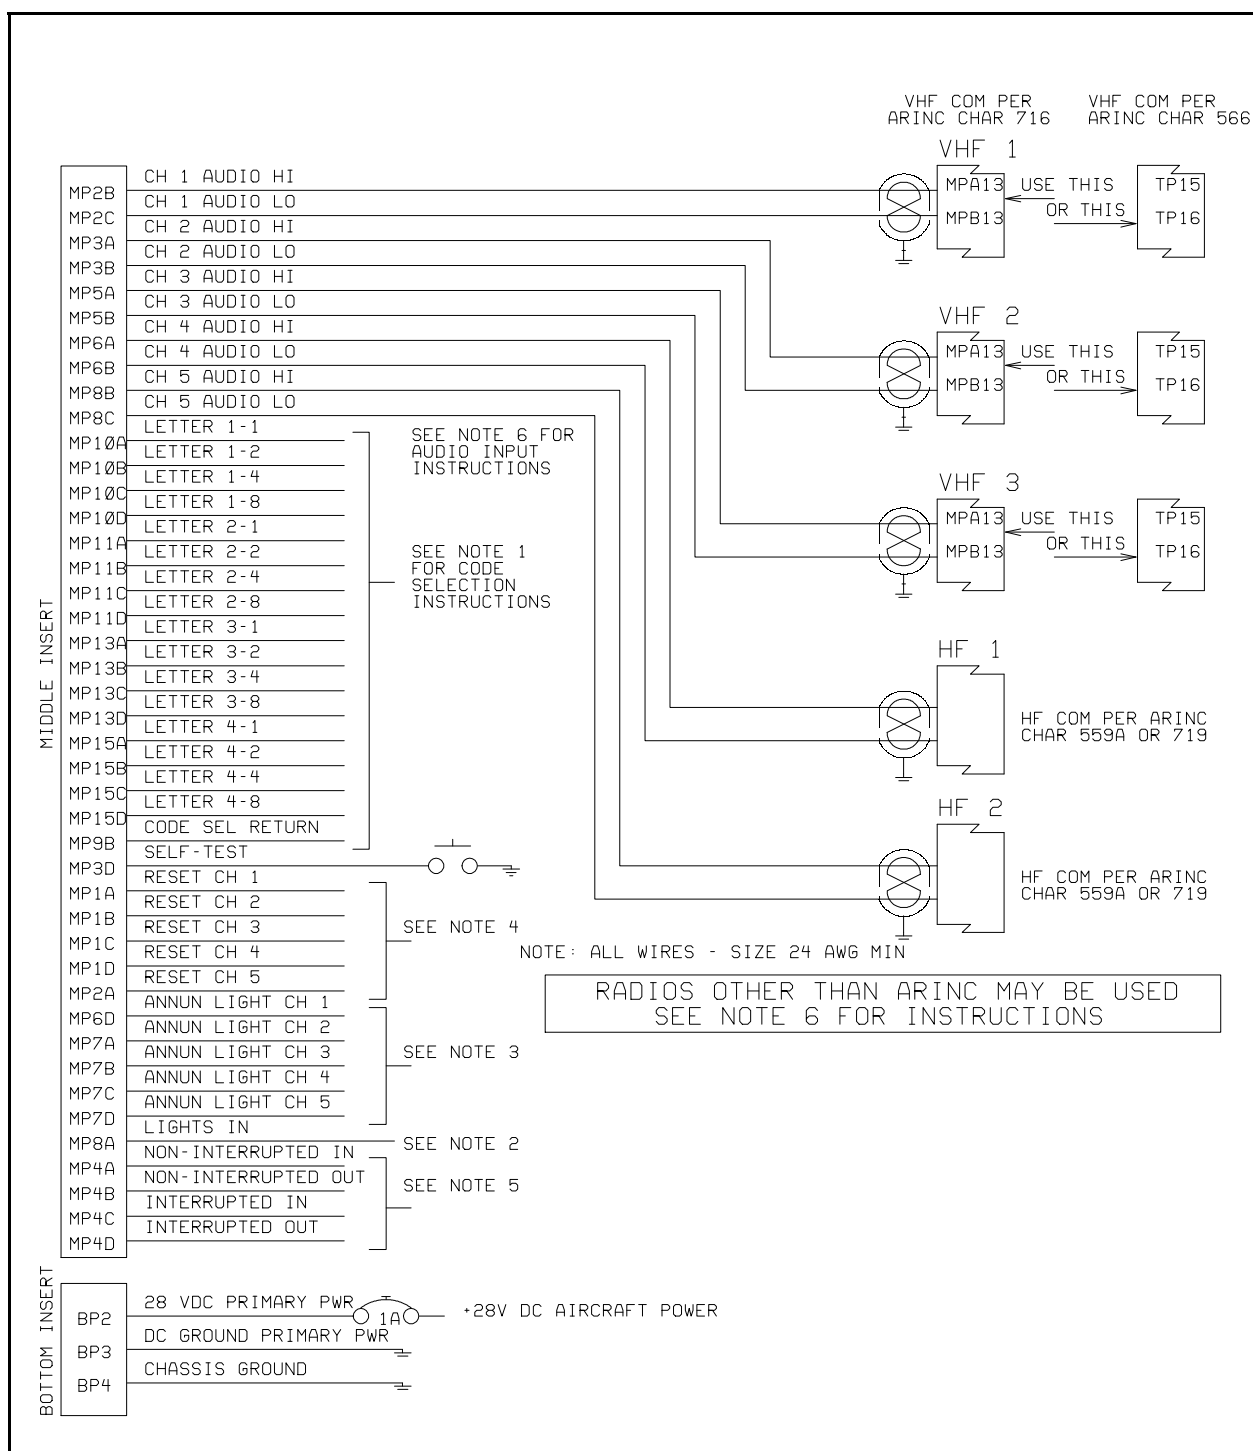 VHF COM PER
ARINC CHAR 716
VHF COM PER
ARINC CHAR 566
MIDDLE INSERT
CH 1 AUDIO HI
MP2B
CH 1 AUDIO LO
MP2C
CH 2 AUDIO HI
MP3A
CH 2 AUDIO LO
MP3B
CH 3 AUDIO HI
MP5A
CH 3 AUDIO LO
MP5B
CH 4 AUDIO HI
MP6A
CH 4 AUDIO LO
MP6B
CH 5 AUDIO HI
MP8B
CH 5 AUDIO LO
MP8C
LETTER 1-1
MP10A
LETTER 1-2
MP10B
LETTER 1-4
MP10C
LETTER 1-8
MP10D
LETTER 2-1
MP11A
LETTER 2-2
MP11B
LETTER 2-4
MP11C
LETTER 2-8
MP11D
LETTER 3-1
MP13A
LETTER 3-2
MP13B
LETTER 3-4
MP13C
LETTER 3-8
MP13D
LETTER 4-1
MP15A
LETTER 4-2
MP15B
LETTER 4-4
MP15C
LETTER 4-8
MP15D
CODE SEL RETURN
MP9B
SELF-TEST
MP3D
RESET CH 1
MP1A
RESET CH 2
MP1B
RESET CH 3
MP1C
RESET CH 4
MP1D
RESET CH 5
MP2A
ANNUN LIGHT CH 1
MP6D
ANNUN LIGHT CH 2
MP7A
ANNUN LIGHT CH 3
MP7B
ANNUN LIGHT CH 4
MP7C
ANNUN LIGHT CH 5
MP7D
LIGHTS IN
MP8A
NON-INTERRUPTED IN
MP4A
NON-INTERRUPTED OUT
MP4B
INTERRUPTED IN
MP4C
INTERRUPTED OUT
MP4D
SEE NOTE 6 FOR
AUDIO INPUT
INSTRUCTIONS
SEE NOTE 1
FOR CODE
SELECTION
INSTRUCTIONS
SEE NOTE 4
SEE NOTE 3
SEE NOTE 2
SEE NOTE 5
VHF 1
MPA13
USE THIS
TP15
MPB13
OR THIS
TP16
VHF 2
MPA13
USE THIS
TP15
MPB13
OR THIS
TP16
VHF 3
MPA13
USE THIS
TP15
MPB13
OR THIS
TP16
HF 1
HF COM PER ARINC
CHAR 559A OR 719
HF 2
HF COM PER ARINC
CHAR 559A OR 719
NOTE: ALL WIRES - SIZE 24 AWG MIN
RADIOS OTHER THAN ARINC MAY BE USED
SEE NOTE 6 FOR INSTRUCTIONS
BOTTOM INSERT
28 VDC PRIMARY PWR
BP2
1A
+28V DC AIRCRAFT POWER
DC GROUND PRIMARY PWR
BP3
CHASSIS GROUND
BP4